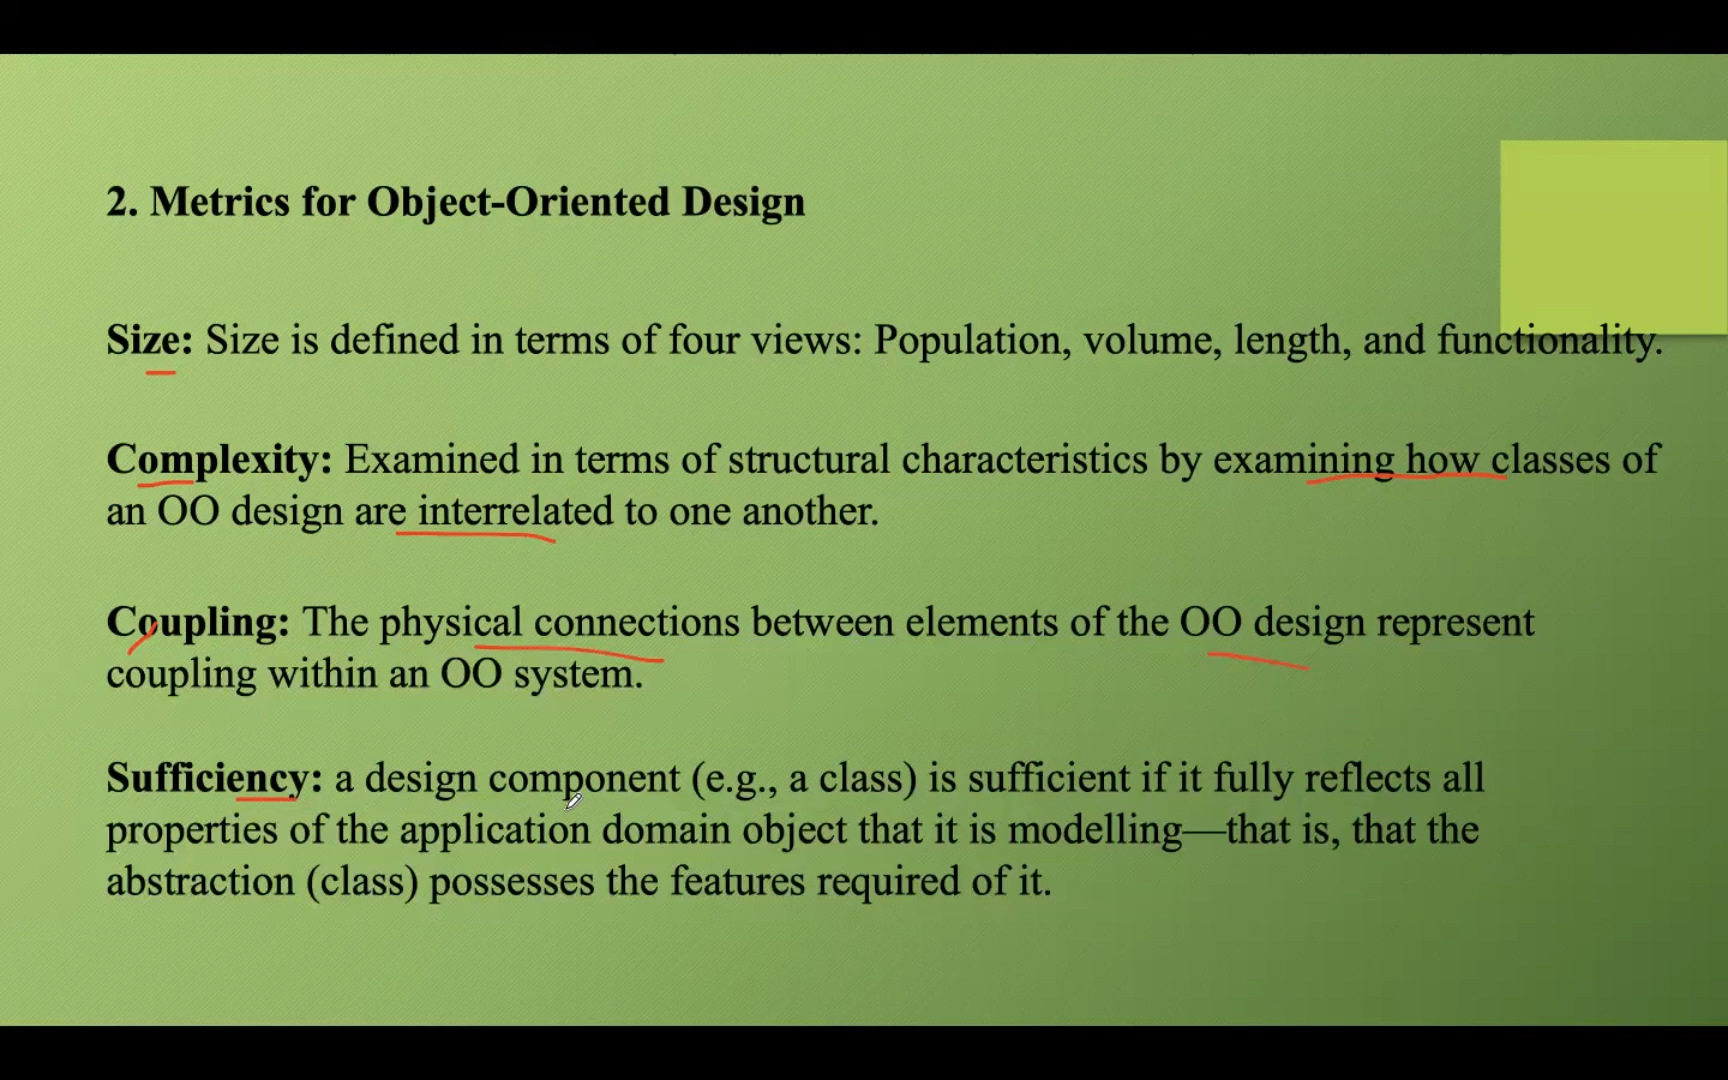 2. Metrics for Object-Oriented Design
Size: Size is defined in terms of four views: Population, volume, length, and functionality.
Complexity: Examined in terms of structural characteristics by examining how classes of
an OO design are interrelated to one another.
Coupling: The physical connections between elements of the OO design represent
coupling within an OO system.
Sufficiency: a design component (e.g., a class) is sufficient if it fully reflects all
properties of the application domain object that it is modelling—that is, that the
abstraction (class) possesses the features required of it.